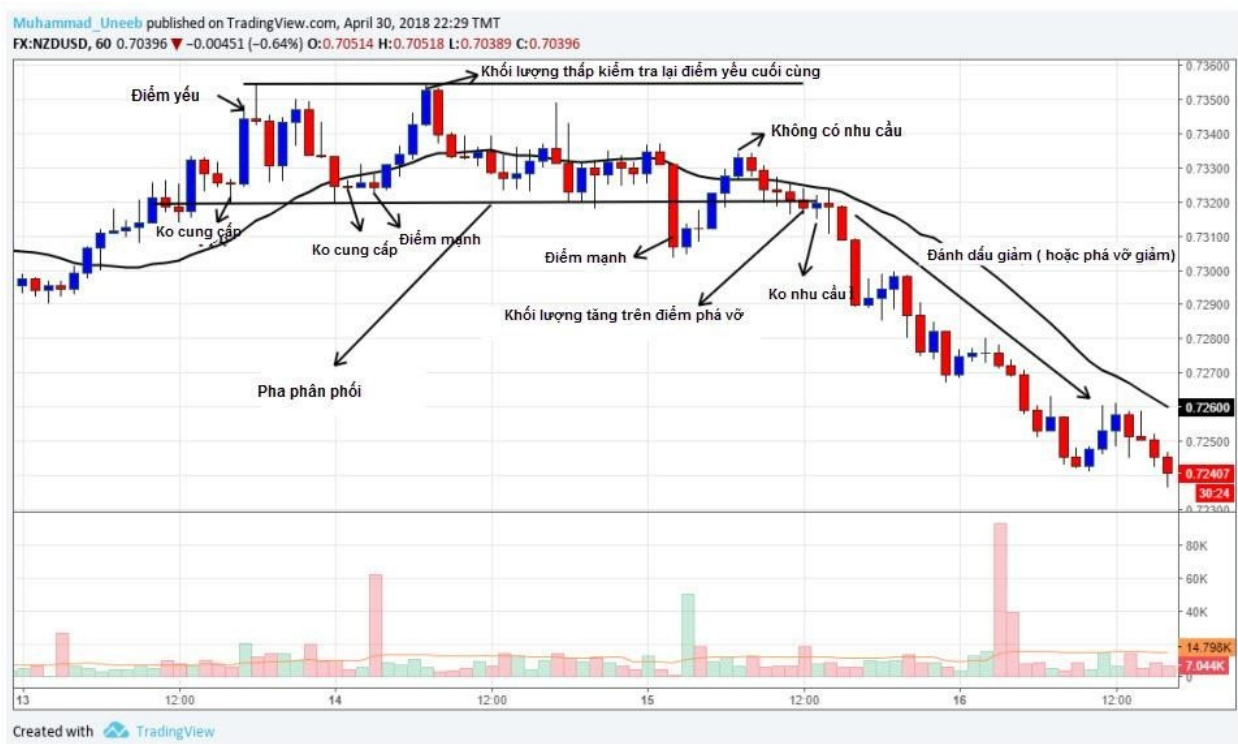 Muhammad_Uneeb published on TradingView.com, April 30, 2018 22:29 TMT
FX:NZDUSD, 60 0.70396 ▼ −0.00451 (−0.64%) O:0.70514 H:0.70518 L:0.70389 C:0.70396
0.73600
Khối lượng thấp kiểm tra lại điểm yếu cuối cùng
Điểm yếu
0.73500
Không có nhu cầu
0.73400
0.73300
0.73200
Ko cung cấp
Ko cung cấp
Điểm mạnh
0.73100
Điểm mạnh
Đánh dấu giảm ( hoặc phá vỡ giảm)
0.73000
Ko nhu cầu
0.72900
Khối lượng tăng trên điểm phá vỡ
0.72800
0.72700
Pha phân phối
0.72600
0.72500
0.72407
30:24
0.72300
80K
60K
40K
14.798K
7.044K
0
13 12:00 14 12:00 15 12:00 16 12:00
Created with TradingView